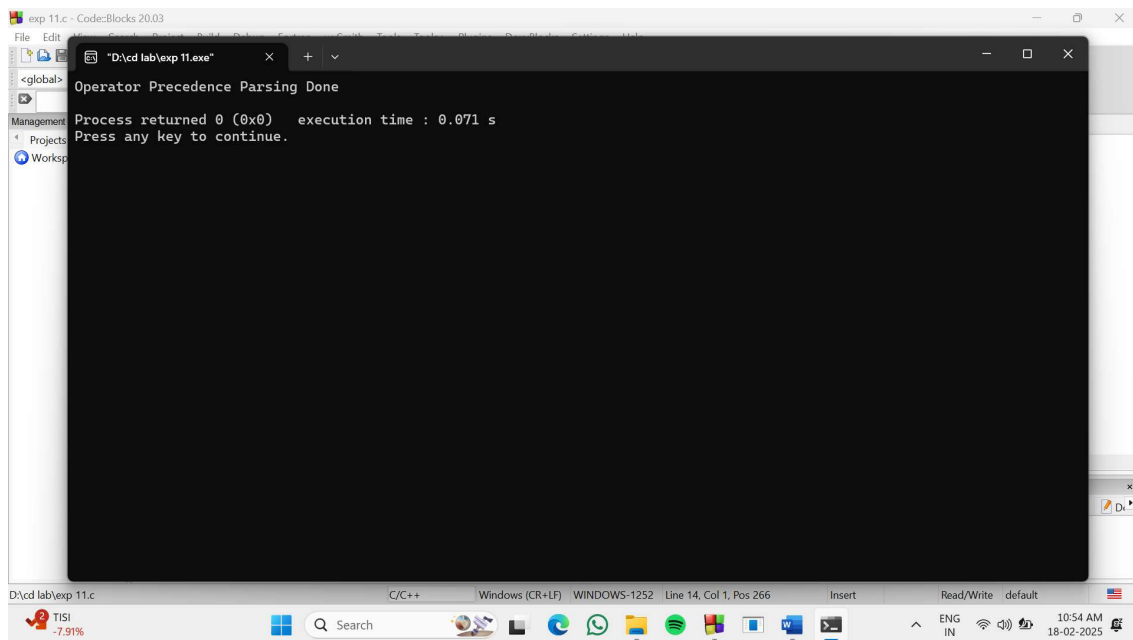 exp 11.c - Code::Blocks 20.03
File Edit
"D:\cd lab\exp 11.exe"
<global>
Operator Precedence Parsing Done
Management
Process returned 0 (0x0) execution time : 0.071 s
Projects
Press any key to continue.
Worksp
D:\cd lab\exp 11.c C/C++ Windows (CR+LF) WINDOWS-1252 Line 14, Col 1, Pos 266 Insert Read/Write default
2 TISI
-7.91%
Search
ENG
IN
10:54 AM
18-02-2025